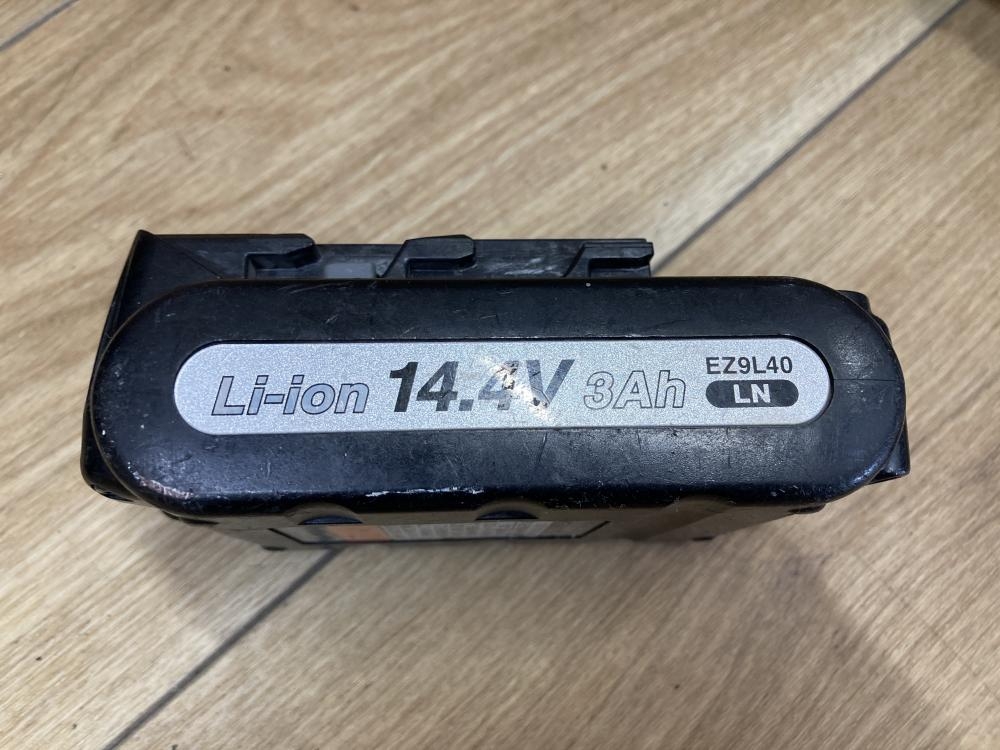 Li-ion 14.4V 3Ah EZ9L40
LN